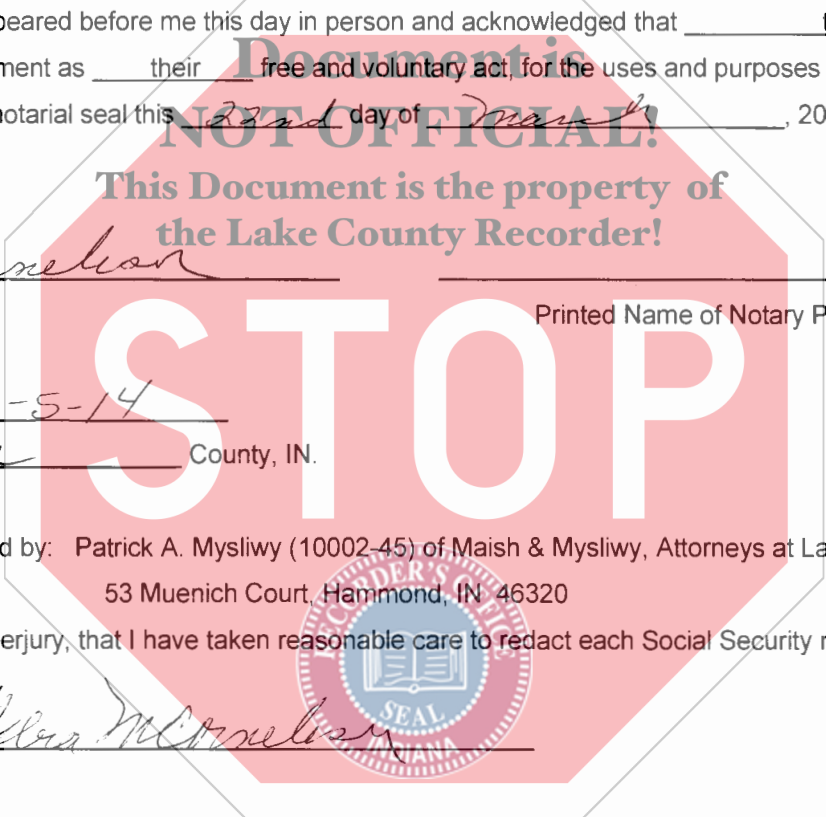 peared before me this day in person and acknowledged that
Document is
ment as their free and voluntary act, for the uses and purposes
NOT OFFICIAL!
notarial seal this 22nd day of March, 20
This Document is the property of
the Lake County Recorder!
Printed Name of Notary P
STOP
-5-14
County, IN.
d by: Patrick A. Mysliwy (10002-45) of Maish & Mysliwy, Attorneys at La
53 Muenich Court, Hammond, IN 46320
RECORDER'S OFFICE
erjury, that I have taken reasonable care to redact each Social Security
SEAL
INDIANA